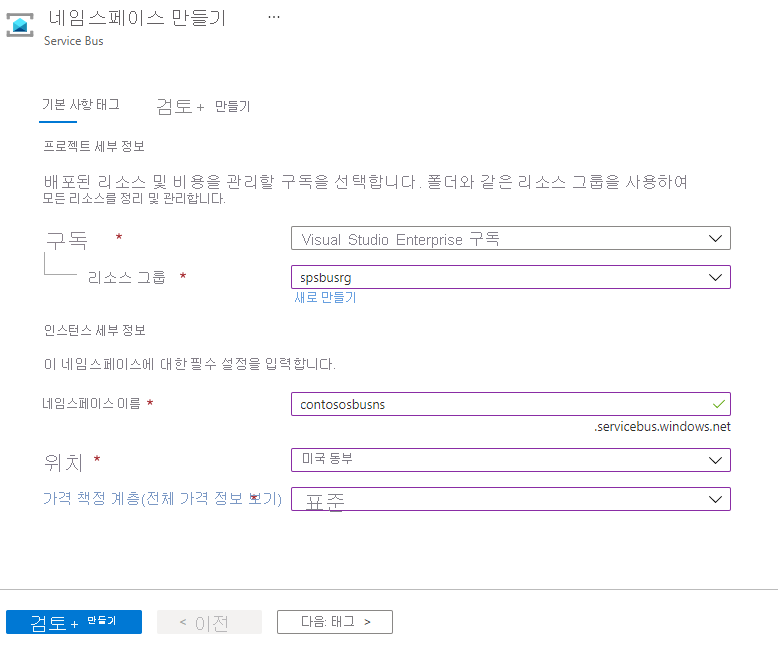 네임스페이스 만들기 ...
Service Bus
기본 사항 태그 검토 + 만들기
프로젝트 세부 정보
배포된 리소스 및 비용을 관리할 구독을 선택합니다. 폴더와 같은 리소스 그룹을 사용하여
모든 리소스를 정리 및 관리합니다.
구독 * Visual Studio Enterprise 구독
리소스 그룹 * spsbusrg
새로 만들기
인스턴스 세부 정보
이 네임스페이스에 대한 필수 설정을 입력합니다.
네임스페이스 이름 * contososbusns
.servicebus.windows.net
위치 * 미국 동부
가격 책정 계층(전체 가격 정보 보기) * 표준
검토 + 만들기 < 이전 다음: 태그 >